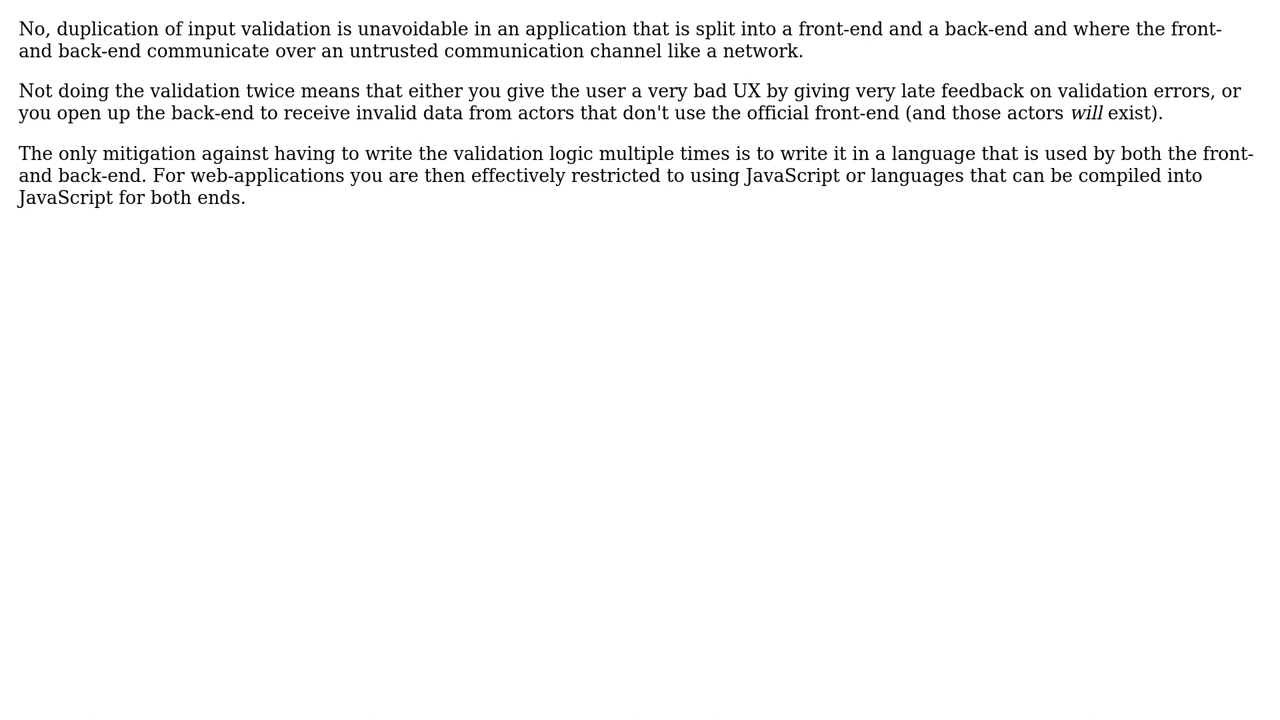 No, duplication of input validation is unavoidable in an application that is split into a front-end and a back-end and where the front-
and back-end communicate over an untrusted communication channel like a network.
Not doing the validation twice means that either you give the user a very bad UX by giving very late feedback on validation errors, or
you open up the back-end to receive invalid data from actors that don't use the official front-end (and those actors will exist).
The only mitigation against having to write the validation logic multiple times is to write it in a language that is used by both the front-
and back-end. For web-applications you are then effectively restricted to using JavaScript or languages that can be compiled into
JavaScript for both ends.